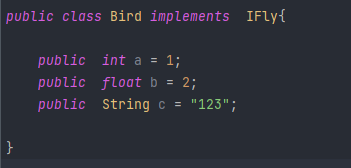 public class Bird implements  IFly{
public  int a = 1;
public  float b = 2;
public  String c = "123";
}